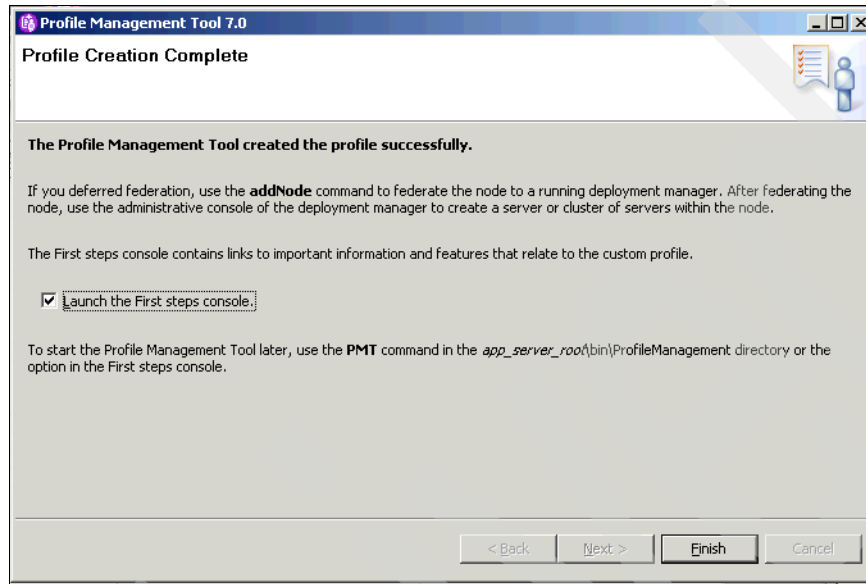 Profile Management Tool 7.0
Profile Creation Complete
The Profile Management Tool created the profile successfully.
If you deferred federation, use the addNode command to federate the node to a running deployment manager. After federating the
node, use the administrative console of the deployment manager to create a server or cluster of servers within the node.
The First steps console contains links to important information and features that relate to the custom profile.
Launch the First steps console.
To start the Profile Management Tool later, use the PMT command in the app_server_root\bin\ProfileManagement directory or the
option in the First steps console.
< Back Next > Finish Cancel